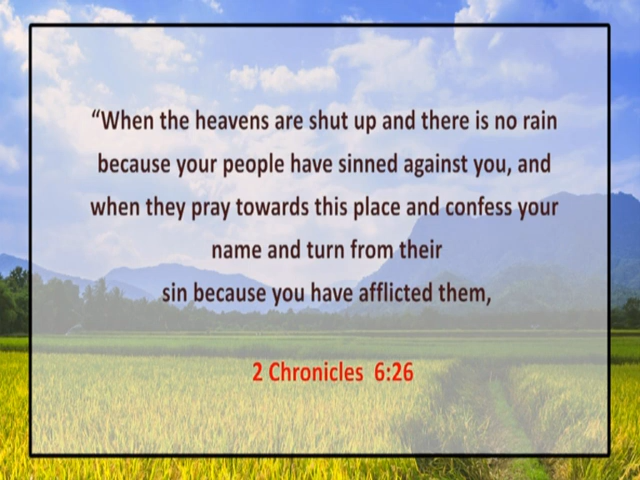 “When the heavens are shut up and there is no rain
because your people have sinned against you, and
when they pray towards this place and confess your
name and turn from their
sin because you have afflicted them,
2 Chronicles 6:26